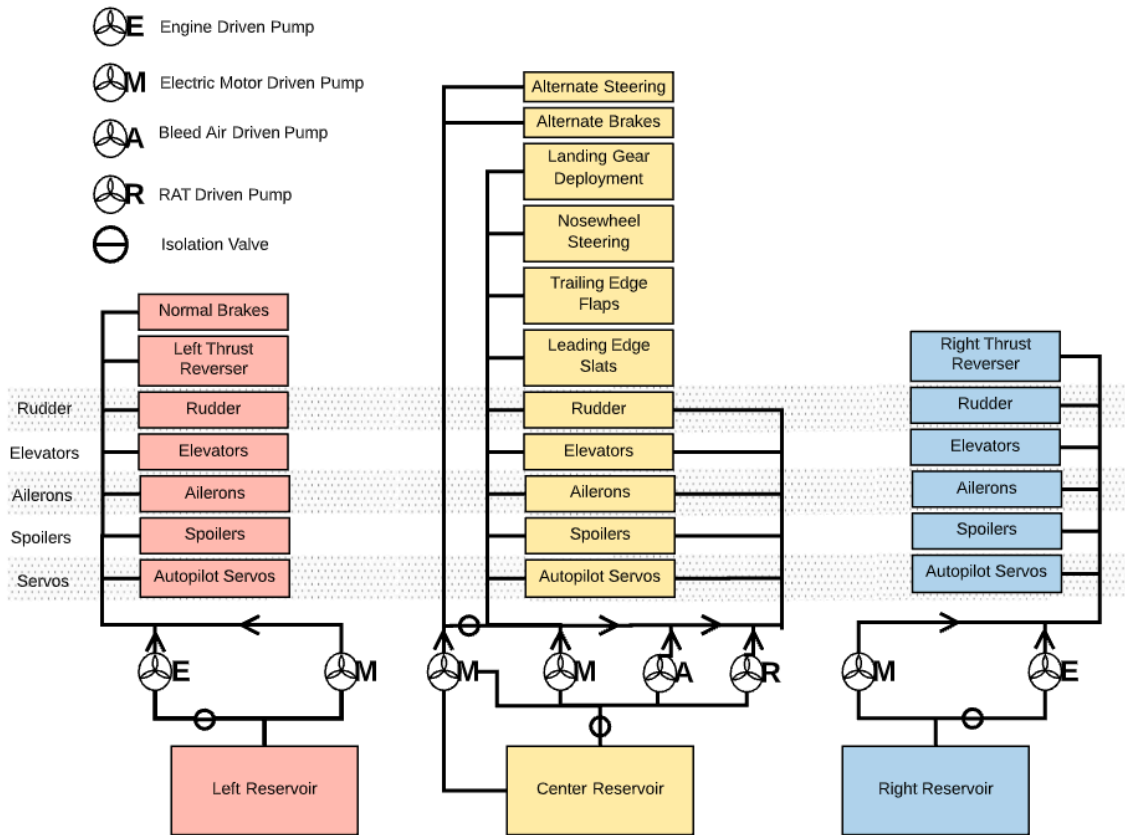 E Engine Driven Pump
M Electric Motor Driven Pump
A Bleed Air Driven Pump
R RAT Driven Pump
Isolation Valve
Normal Brakes
Left Thrust
Reverser
Rudder
Elevators
Ailerons
Spoilers
Autopilot Servos
Rudder
Elevators
Ailerons
Spoilers
Servos
E
M
Left Reservoir
Alternate Steering
Alternate Brakes
Landing Gear
Deployment
Nosewheel
Steering
Trailing Edge
Flaps
Leading Edge
Slats
Rudder
Elevators
Ailerons
Spoilers
Autopilot Servos
M
M
A
R
Center Reservoir
Right Thrust
Reverser
Rudder
Elevators
Ailerons
Spoilers
Autopilot Servos
M
E
Right Reservoir